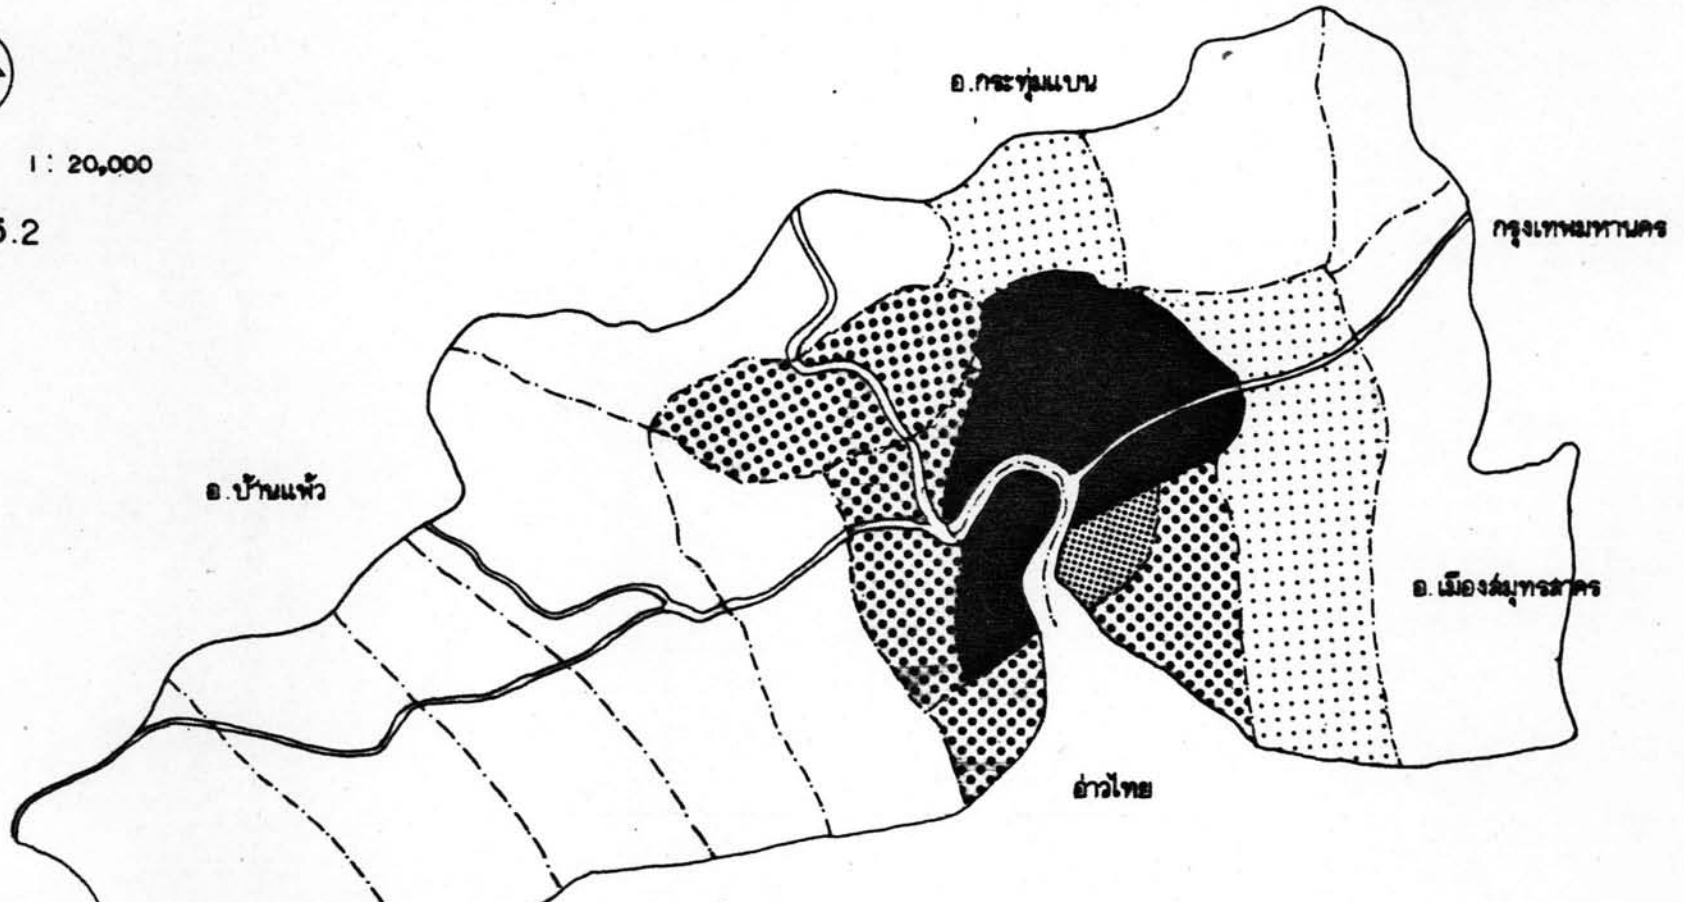 อ.กระทุ่มแบน
1 : 20,000
5.2
กรุงเทพมหานคร
อ.บ้านแพ้ว
อ.เมืองสมุทรสาคร
อ่าวไทย